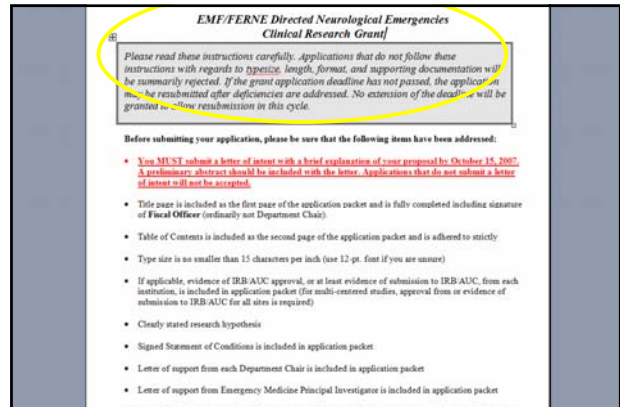 EMF/FERNE Directed Neurological Emergencies
Clinical Research Grant
Please read these instructions carefully. Applications that do not follow these
instructions with regards to typesize, length, format, and supporting documentation will
be summarily rejected. If the grant application deadline has not passed, the application
may be resubmitted after deficiencies are addressed. No extension of the deadline will be
granted to allow resubmission in this cycle.
Before submitting your application, please be sure that the following items have been addressed:
• You MUST submit a letter of intent with a brief explanation of your proposal by October 15, 2007.
A preliminary abstract should be included with the letter. Applications that do not submit a letter
of intent will not be accepted.
• Title page is included as the first page of the application packet and is fully completed including signature
of Fiscal Officer (ordinarily not Department Chair).
• Table of Contents is included as the second page of the application packet and is adhered to strictly
• Type size is no smaller than 15 characters per inch (use 12-pt. font if you are unsure)
• If applicable, evidence of IRB/AUC approval, or at least evidence of submission to IRB/AUC, from each
institution, is included in application packet (for multi-centered studies, approval from or evidence of
submission to IRB/AUC for all sites is required)
• Clearly stated research hypothesis
• Signed Statement of Conditions is included in application packet
• Letter of support from each Department Chair is included in application packet
• Letter of support from Emergency Medicine Principal Investigator is included in application packet